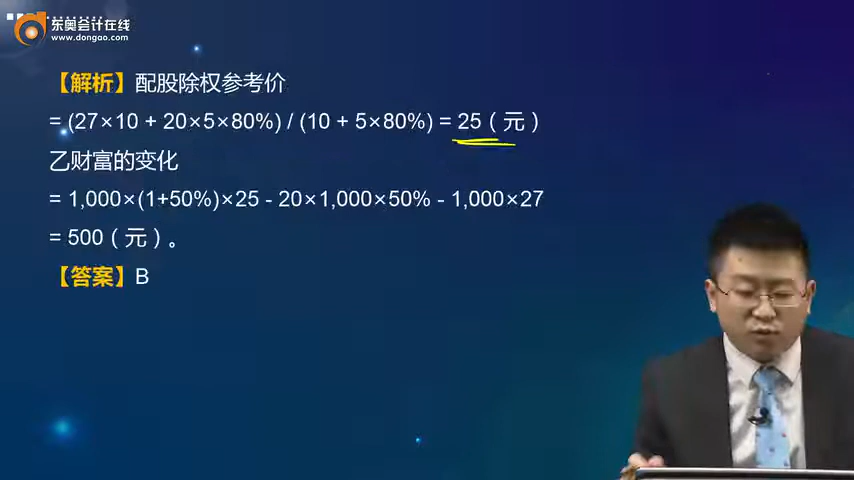 东奥会计在线
www.dongao.com
【解析】配股除权参考价
= (27×10 + 20×5×80%) / (10 + 5×80%) = 25（元）
乙财富的变化
= 1,000×(1+50%)×25 - 20×1,000×50% - 1,000×27
= 500（元）。
【答案】B